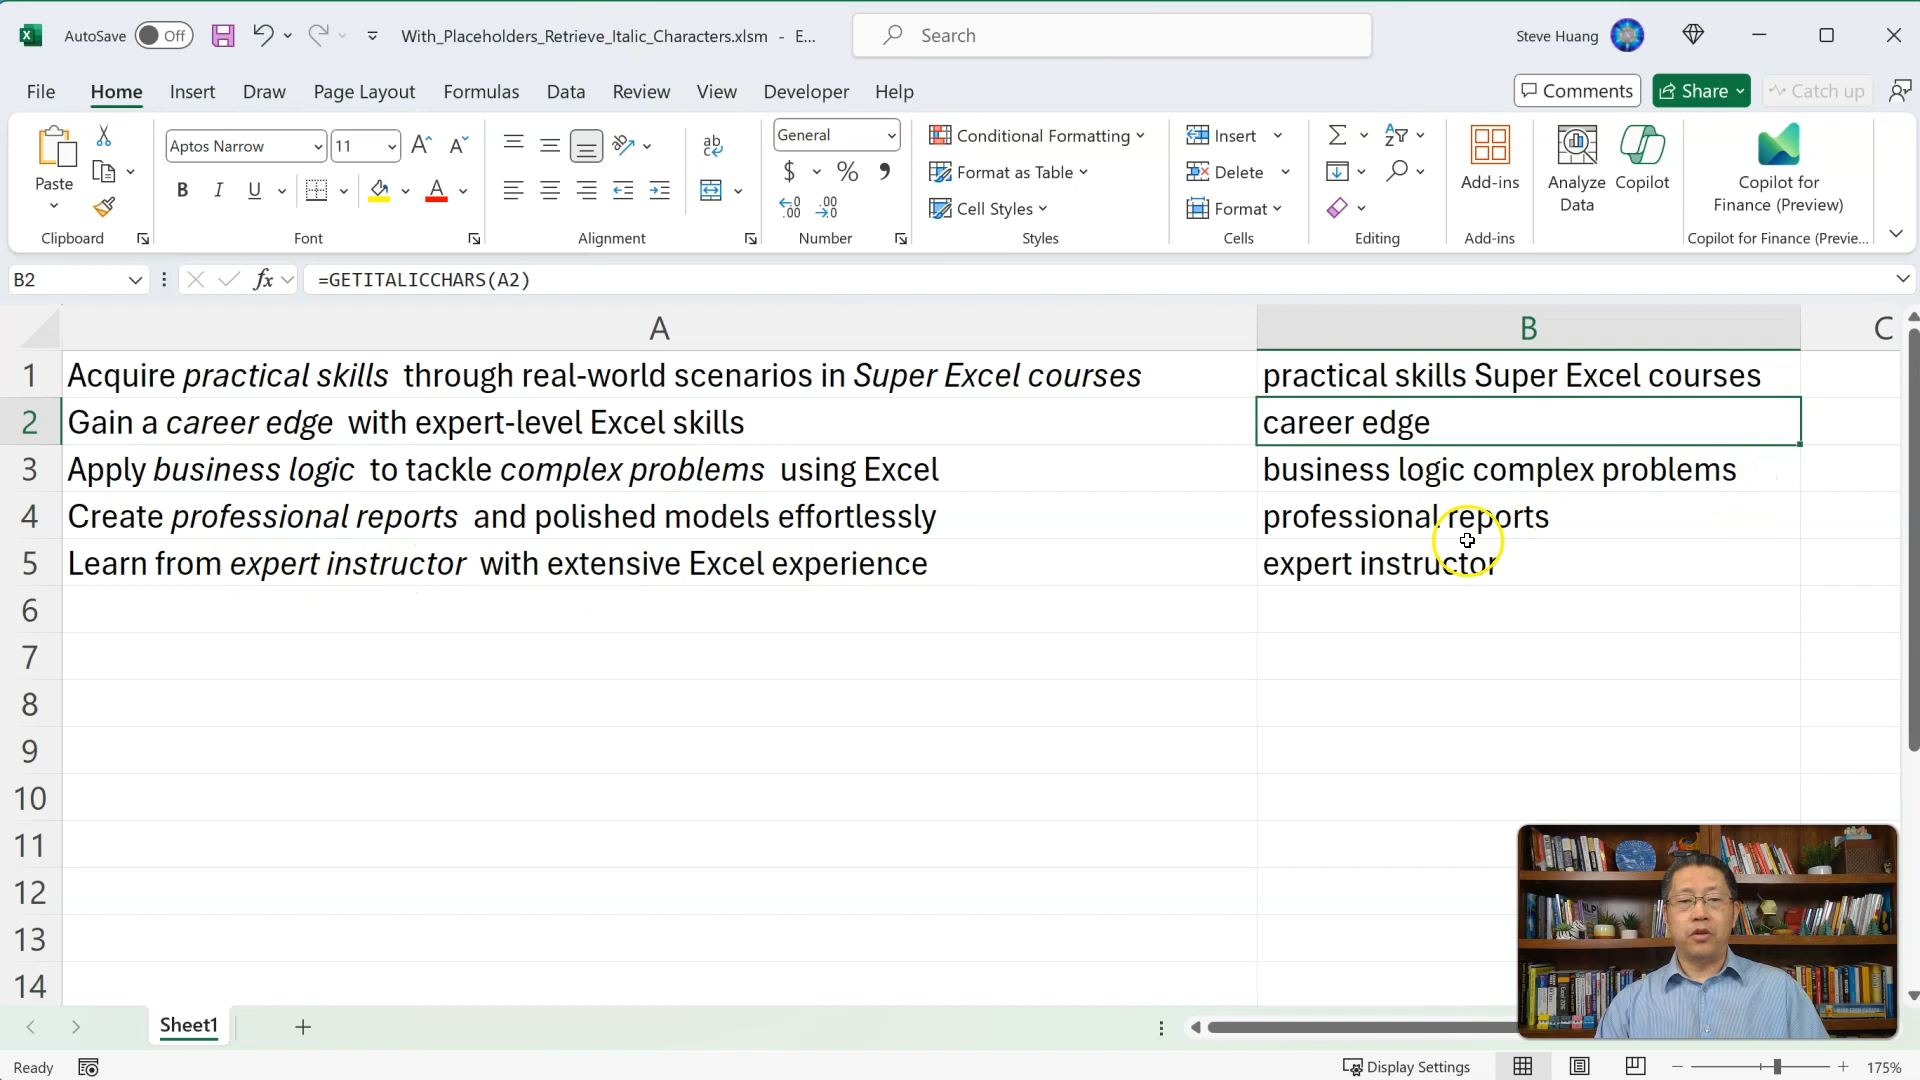 AutoSave Off With_Placeholders_Retrieve_Italic_Characters.xlsm - E... Search Steve Huang
File Home Insert Draw Page Layout Formulas Data Review View Developer Help Comments Share Catch up
Paste
Clipboard
Aptos Narrow 11
B I U A
Font
ab
Alignment
General
$ % 9
Number
Conditional Formatting
Format as Table
Cell Styles
Styles
Insert
Delete
Format
Cells
Editing
Add-ins
Add-ins
Analyze
Data
Copilot
Copilot for
Finance (Preview)
Copilot for Finance (Previe...
B2 fx =GETITALICCHARS(A2)
A B C
1 Acquire practical skills through real-world scenarios in Super Excel courses practical skills Super Excel courses
2 Gain a career edge with expert-level Excel skills career edge
3 Apply business logic to tackle complex problems using Excel business logic complex problems
4 Create professional reports and polished models effortlessly professional reports
5 Learn from expert instructor with extensive Excel experience expert instructor
6
7
8
9
10
11
12
13
14
Sheet1
Ready Display Settings 175%